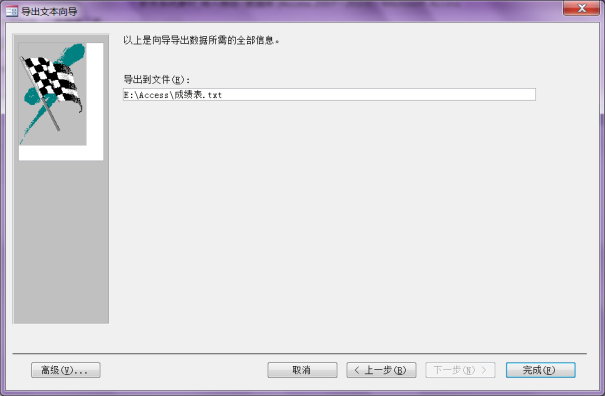 导出文本向导
以上是向导导出数据所需的全部信息。
导出到文件(E):
E:\Access\成绩表.txt
高级(V)...
取消
< 上一步(B)
下一步(N) >
完成(F)